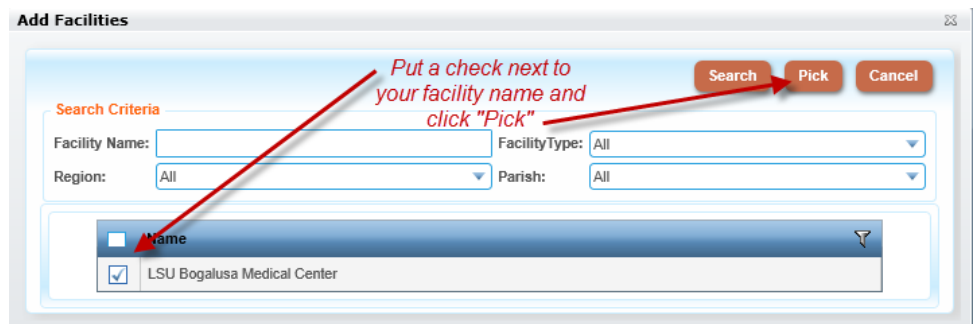 Add Facilities
Put a check next to
your facility name and
click "Pick"
Search Pick Cancel
Search Criteria
Facility Name: FacilityType: All
Region: All Parish: All
Name
LSU Bogalusa Medical Center